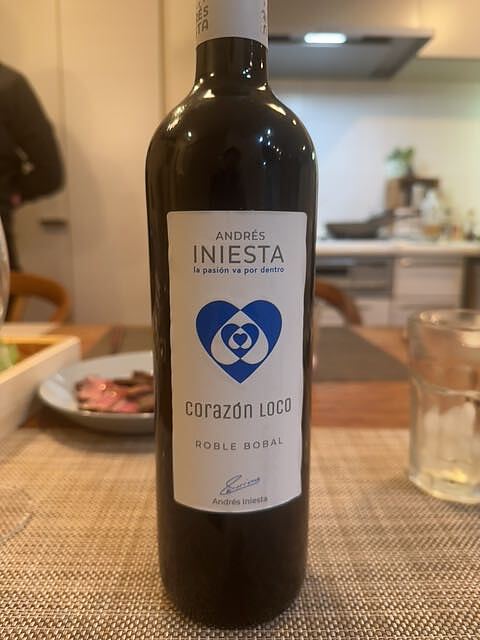 ANDRÉS
INIESTA
la pasión va por dentro
corazón loco
ROBLE BOBAL
Andrés Iniesta